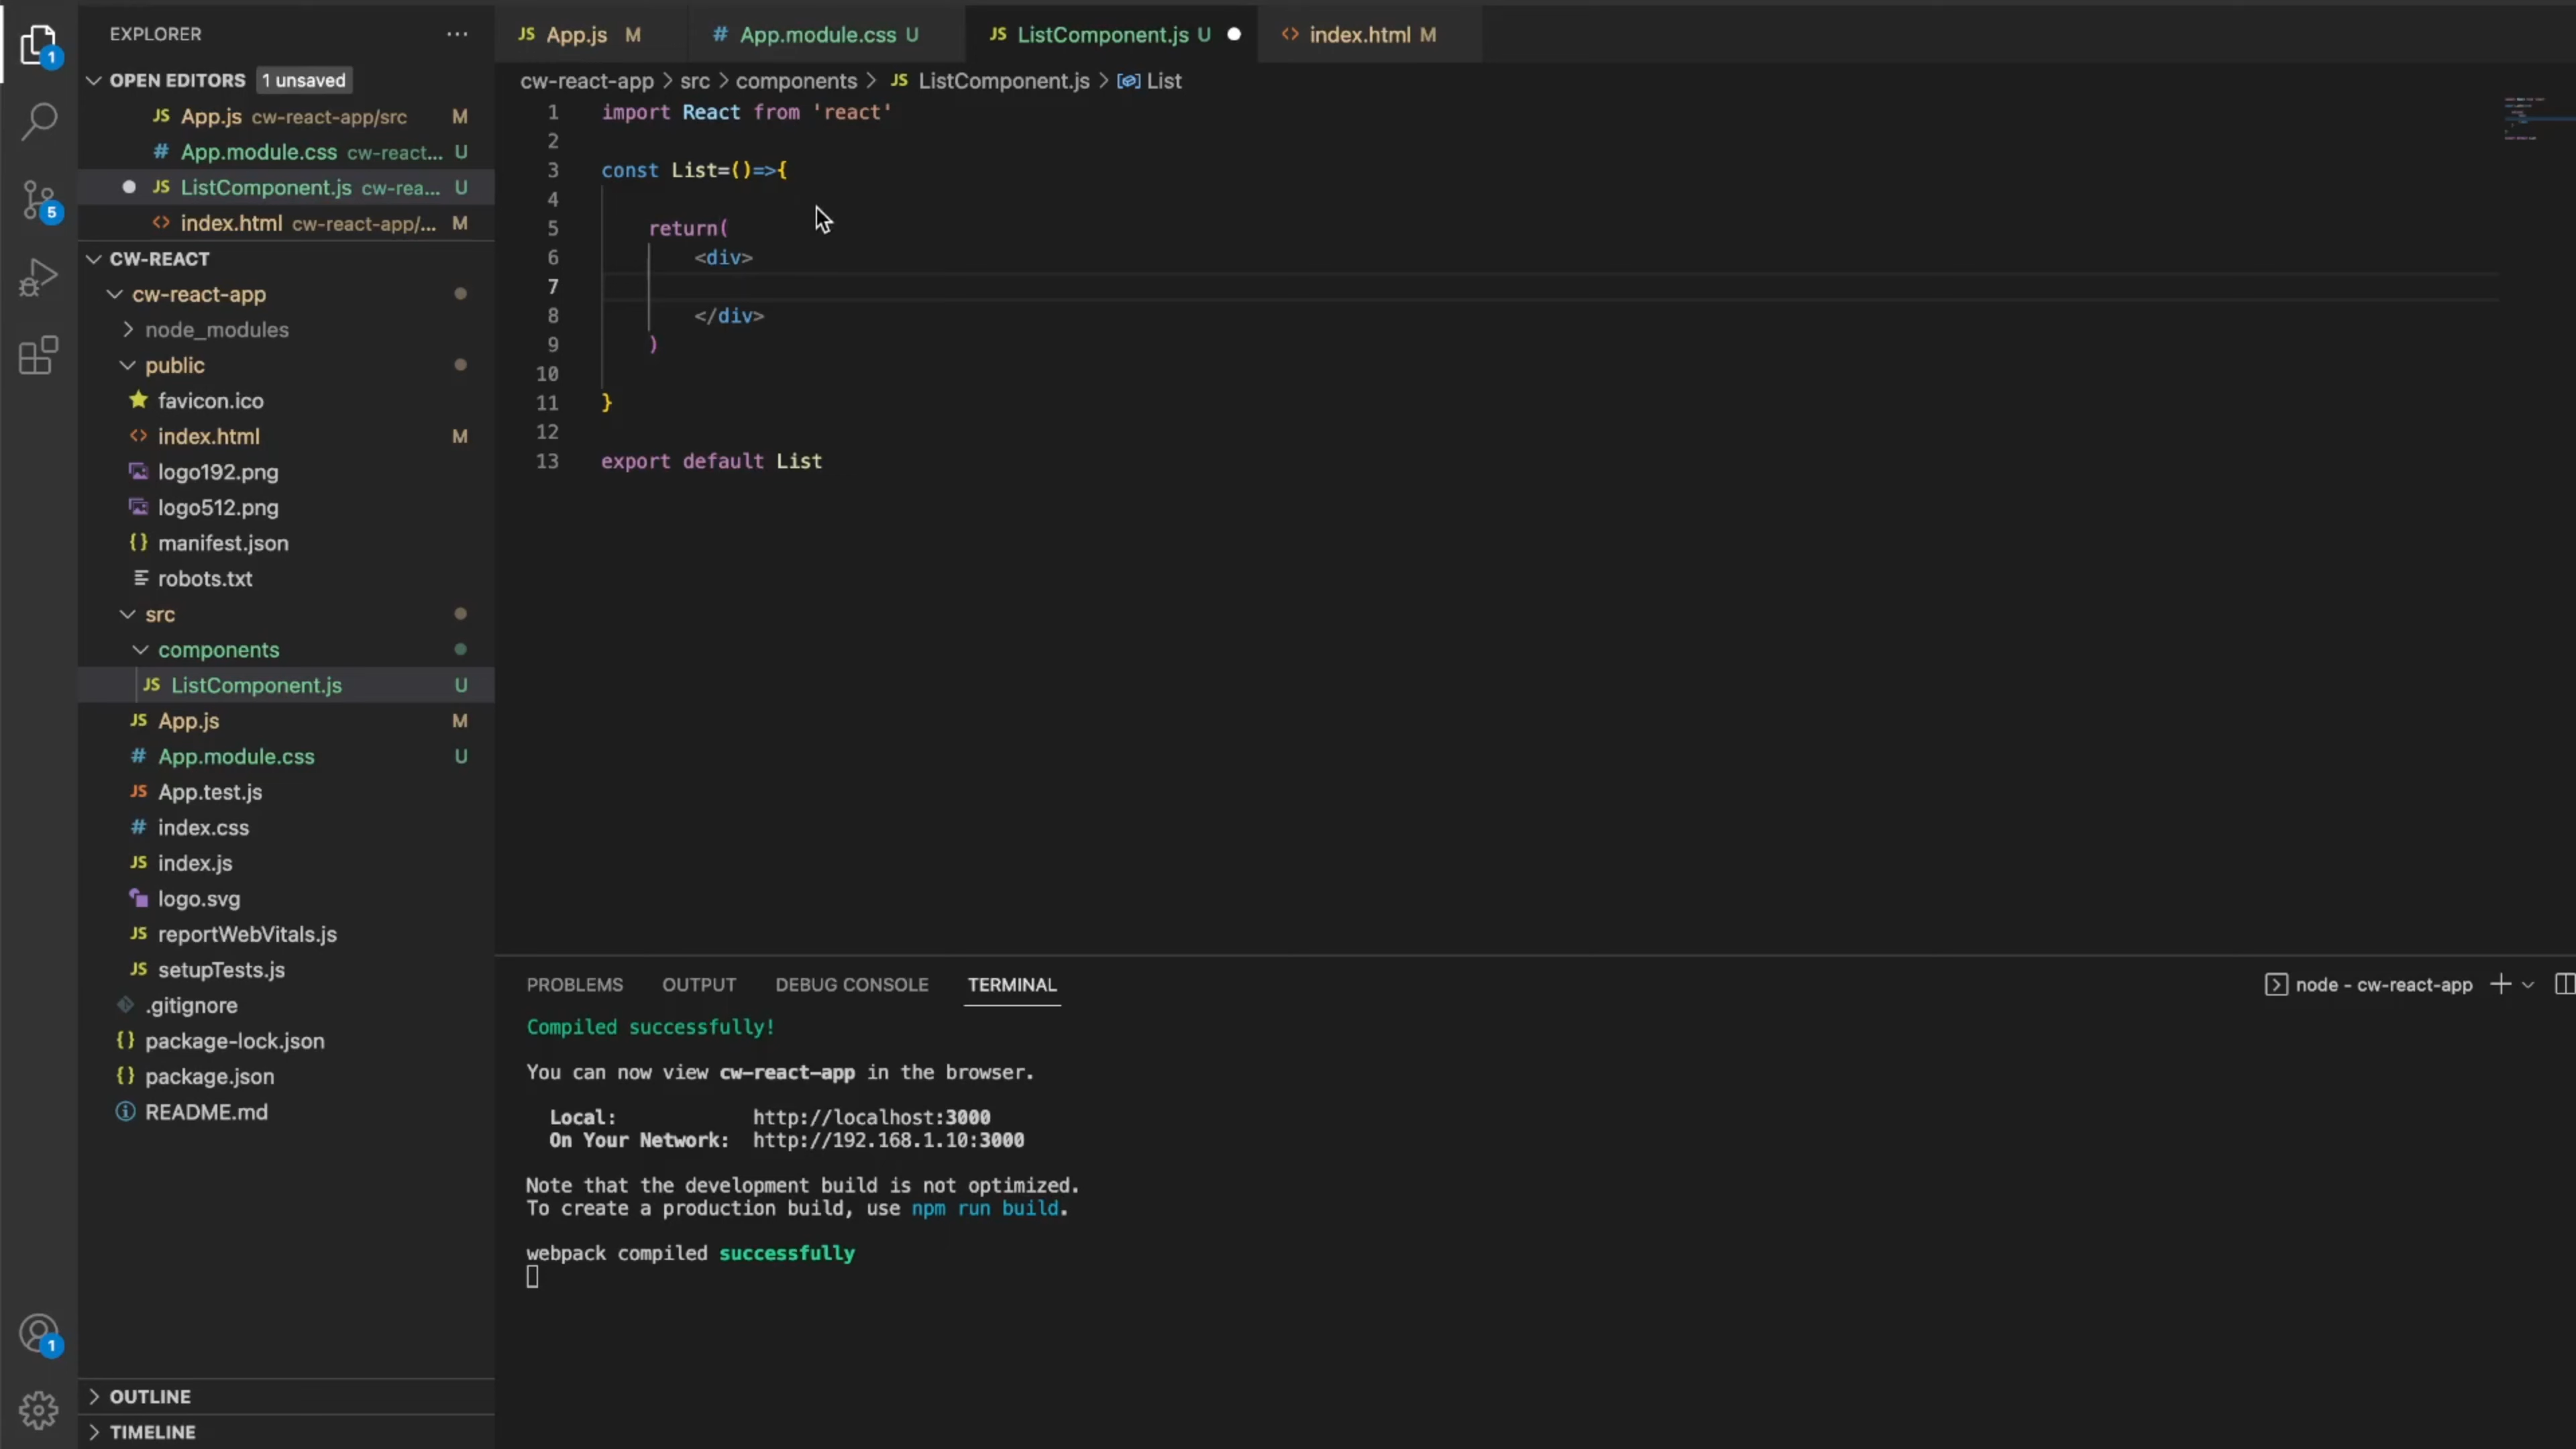 EXPLORER
OPEN EDITORS 1 unsaved
JS App.js cw-react-app/src M
# App.module.css cw-react... U
JS ListComponent.js cw-rea... U
<> index.html cw-react-app/... M
CW-REACT
cw-react-app
node_modules
public
favicon.ico
<> index.html M
logo192.png
logo512.png
{} manifest.json
robots.txt
src
components
JS ListComponent.js U
JS App.js M
# App.module.css U
JS App.test.js
# index.css
JS index.js
logo.svg
JS reportWebVitals.js
JS setupTests.js
.gitignore
{} package-lock.json
{} package.json
README.md
OUTLINE
TIMELINE
1
5
1
JS App.js M # App.module.css U JS ListComponent.js U <> index.html M
cw-react-app > src > components > JS ListComponent.js > List
1 import React from 'react'
2
3 const List=()=>{
4
5 return(
6 <div>
7
8 </div>
9 )
10
11 }
12
13 export default List
PROBLEMS OUTPUT DEBUG CONSOLE TERMINAL
node - cw-react-app
Compiled successfully!
You can now view cw-react-app in the browser.
Local: http://localhost:3000
On Your Network: http://192.168.1.10:3000
Note that the development build is not optimized.
To create a production build, use npm run build.
webpack compiled successfully